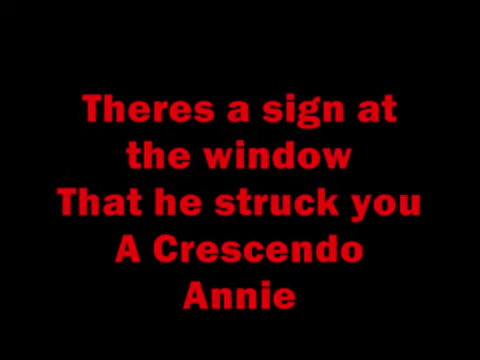 Theres a sign at
the window
That he struck you
A Crescendo
Annie